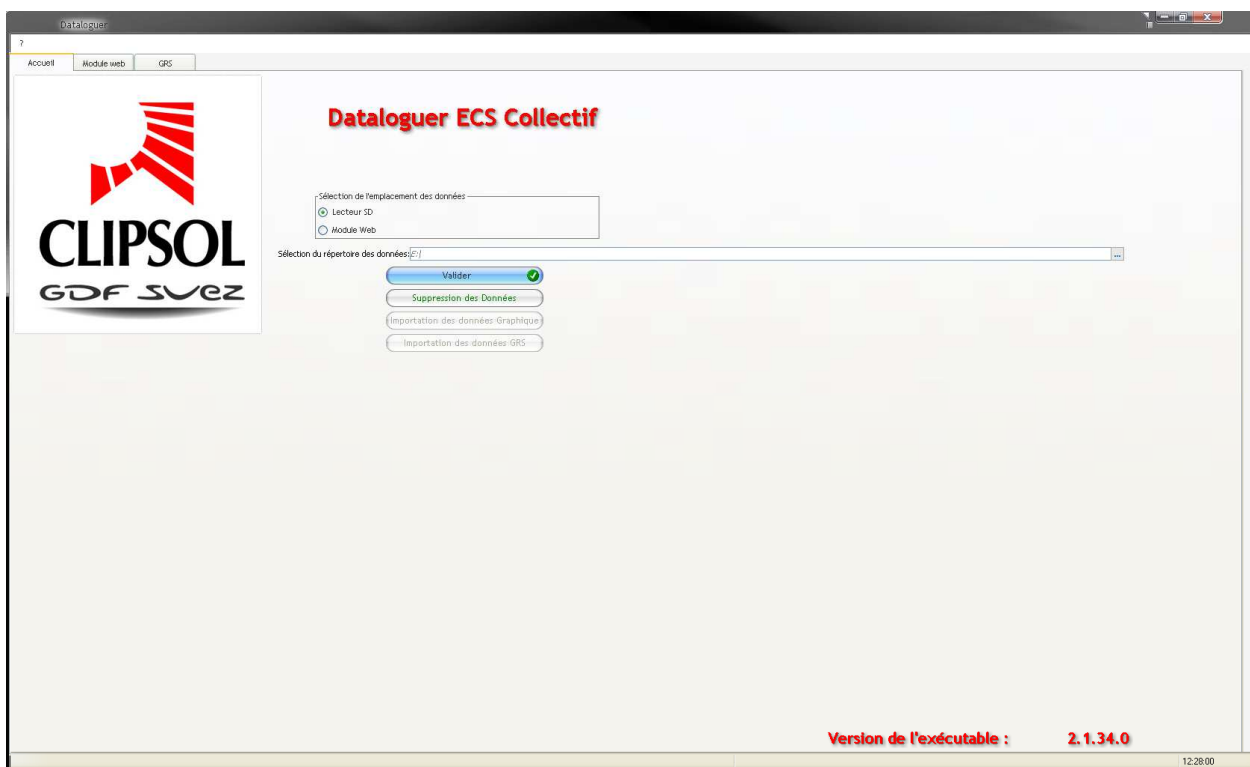 Dataloguer
?
Accueil Module web GRS
Dataloguer ECS Collectif
CLIPSOL
GDF SUEZ
Sélection de l'emplacement des données
Lecteur SD
Module Web
Sélection du répertoire des données: E:\ ...
Valider
Suppression des Données
Importation des données Graphique
Importation des données GRS
Version de l'exécutable : 2.1.34.0
12:28:00